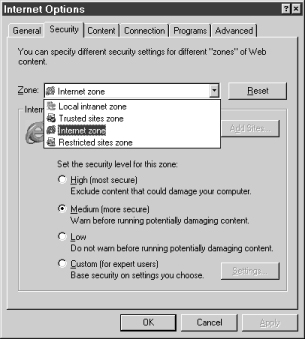 Internet Options ? ×
General Security Content Connection Programs Advanced
You can specify different security settings for different "zones" of Web
content.
Zone: Internet zone Reset
Local intranet zone
Inter
Trusted sites zone
Add Sites...
Internet zone
Restricted sites zone
Set the security level for this zone:
High (most secure)
Exclude content that could damage your computer.
Medium (more secure)
Warn before running potentially damaging content.
Low
Do not warn before running potentially damaging content.
Custom (for expert users)
Base security on settings you choose.
Settings...
OK Cancel Apply